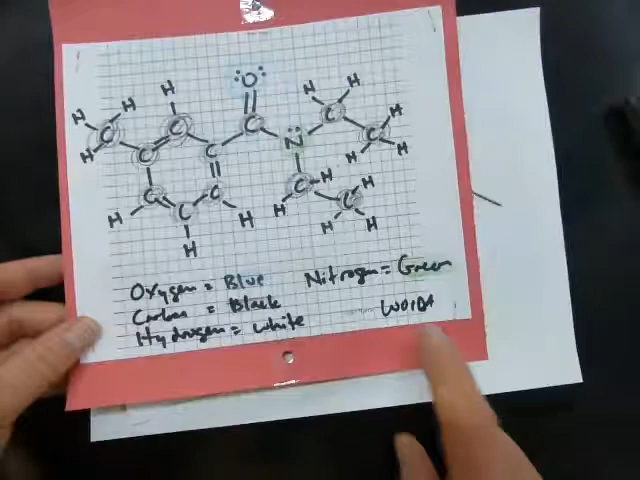 :O:
H H H H H
C C C C C C
H N H
C C C C H H
H
H C C C H H C C H
H H H H
H
Oxygen = Blue Nitrogen = Green
Carbon = Black
Hydrogen = White